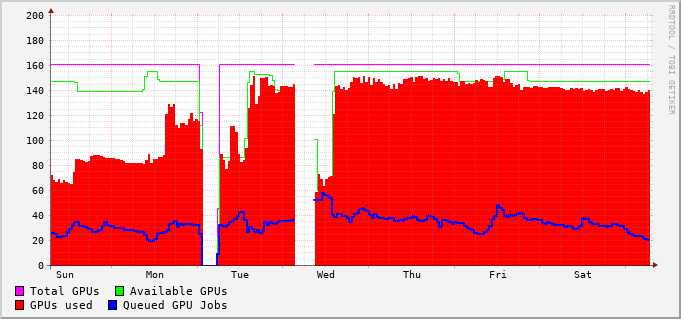 200
180
160
140
120
100
80
60
40
20
0
Sun Mon Tue Wed Thu Fri Sat
Total GPUs Available GPUs
GPUs used Queued GPU Jobs
RRDTOOL / TOBI OETIKER